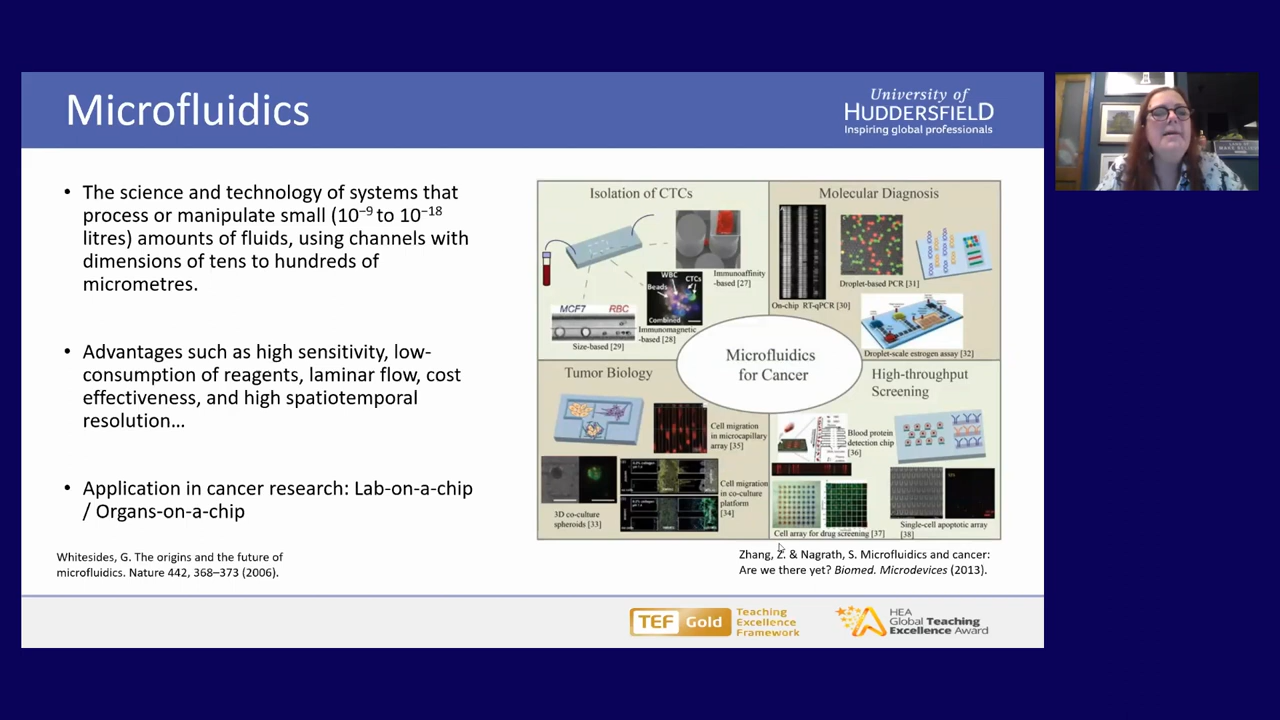 Microfluidics
University of
HUDDERSFIELD
Inspiring global professionals
• The science and technology of systems that
process or manipulate small (10⁻⁹ to 10⁻¹⁸
litres) amounts of fluids, using channels with
dimensions of tens to hundreds of
micrometres.
• Advantages such as high sensitivity, low-
consumption of reagents, laminar flow, cost
effectiveness, and high spatiotemporal
resolution...
• Application in cancer research: Lab-on-a-chip
/ Organs-on-a-chip
Whitesides, G. The origins and the future of
microfluidics. Nature 442, 368–373 (2006).
Isolation of CTCs
Immunoaffinity
-based [27]
WBC
CTCs
Beads
Combined
MCF7 RBC
Immunomagnetic
-based [28]
Size-based [29]
Molecular Diagnosis
Droplet-based PCR [31]
On-chip RT-qPCR [30]
Droplet-scale estrogen assay [32]
Microfluidics
for Cancer
Tumor Biology
Cell migration
in microcapillary
array [35]
Cell migration
in co-culture
platform
[34]
3D co-culture
spheroids [33]
High-throughput
Screening
Blood protein
detection chip
[36]
Cell array for drug screening [37]
Single-cell apoptotic array
[38]
Zhang, Z. & Nagrath, S. Microfluidics and cancer:
Are we there yet? Biomed. Microdevices (2013).
TEF Gold
Teaching
Excellence
Framework
HEA
Global Teaching
Excellence Award